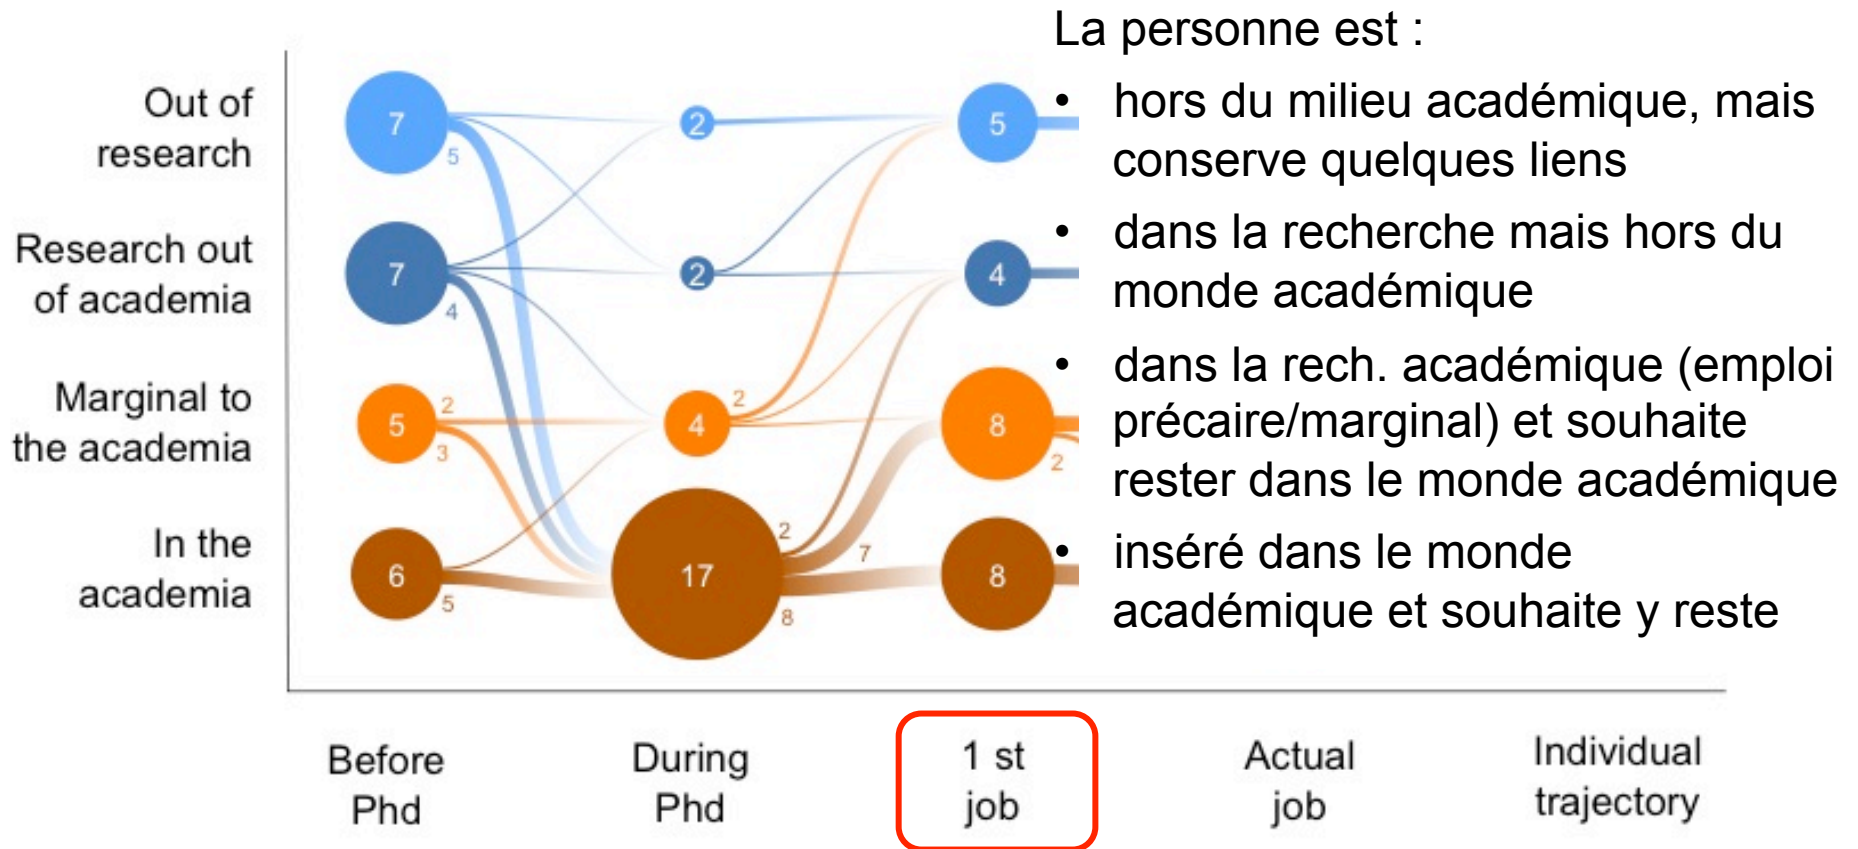 La personne est :
• hors du milieu académique, mais
conserve quelques liens
• dans la recherche mais hors du
monde académique
• dans la rech. académique (emploi
précaire/marginal) et souhaite
rester dans le monde académique
• inséré dans le monde
académique et souhaite y reste
Out of
research
7
5
2
5
Research out
of academia
7
4
2
4
Marginal to
the academia
5
2
3
4
2
8
2
In the
academia
6
5
17
2
7
8
8
Before
Phd
During
Phd
1 st
job
Actual
job
Individual
trajectory